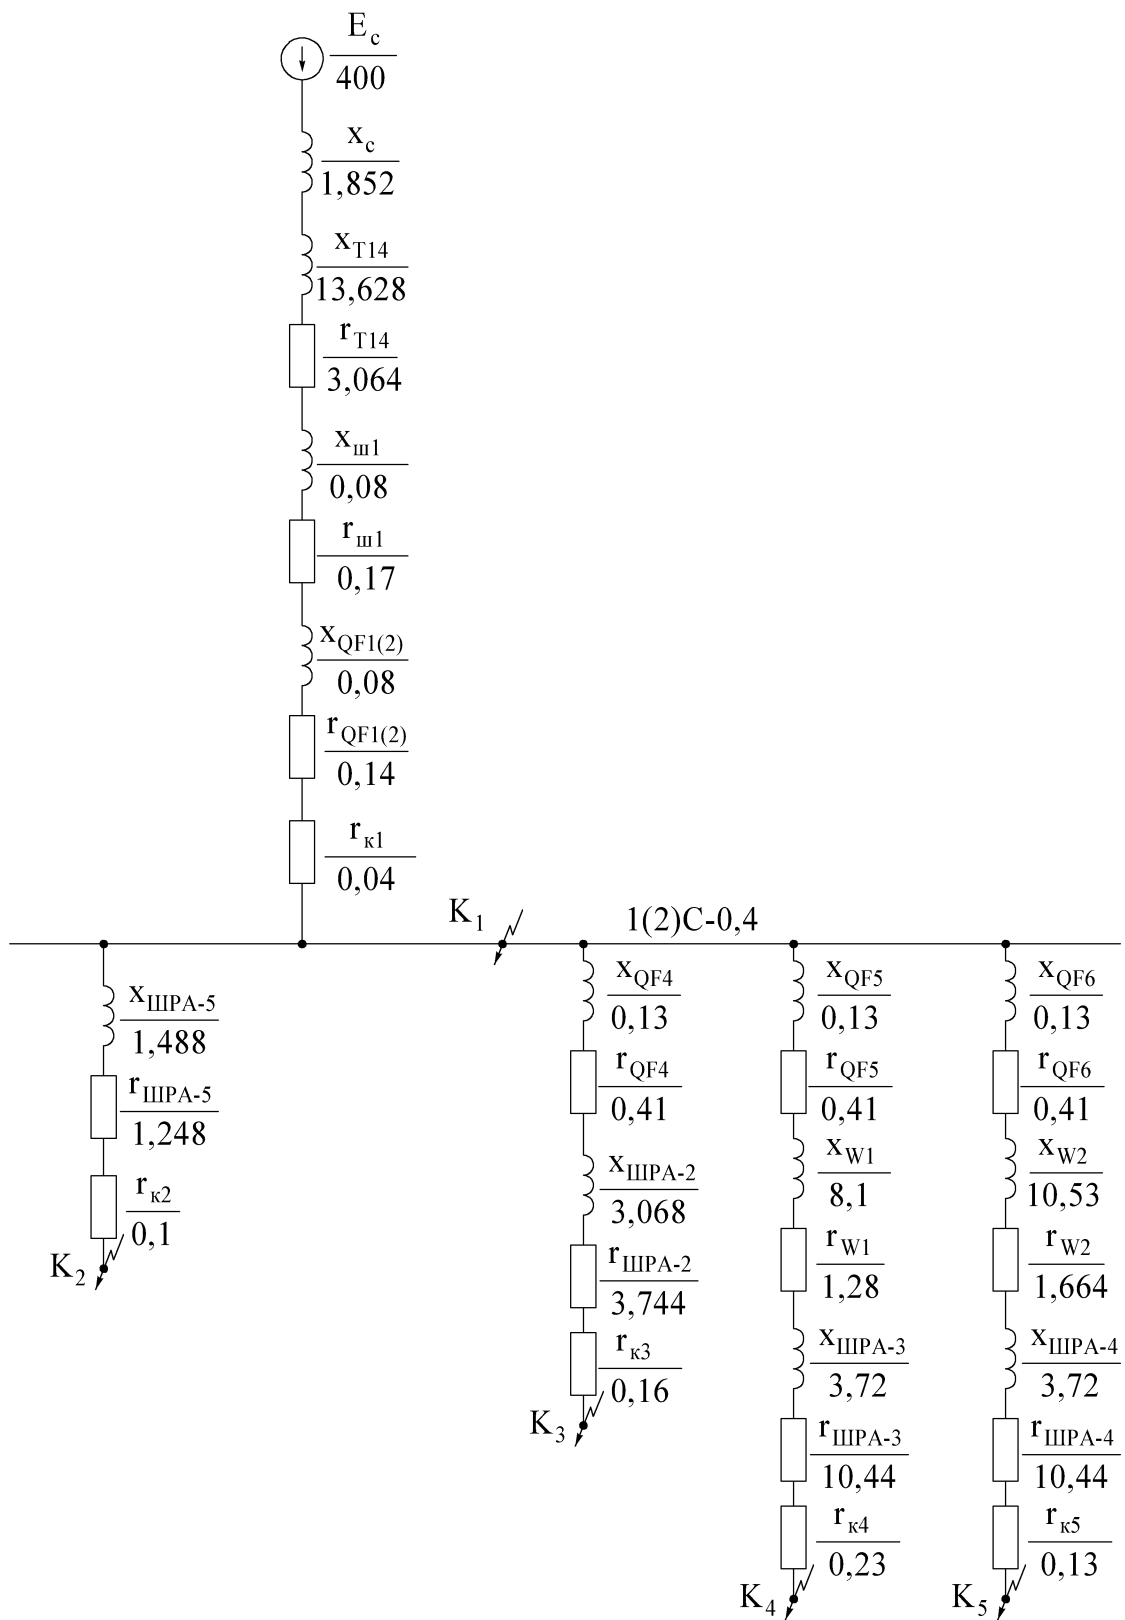 E_с
400
x_с
1,852
x_Т14
13,628
r_Т14
3,064
x_ш1
0,08
r_ш1
0,17
x_QF1(2)
0,08
r_QF1(2)
0,14
r_к1
0,04
K_1
1(2)С-0,4
x_ШРА-5
1,488
r_ШРА-5
1,248
r_к2
0,1
K_2
x_QF4
0,13
r_QF4
0,41
x_ШРА-2
3,068
r_ШРА-2
3,744
r_к3
0,16
K_3
x_QF5
0,13
r_QF5
0,41
x_W1
8,1
r_W1
1,28
x_ШРА-3
3,72
r_ШРА-3
10,44
r_к4
0,23
K_4
x_QF6
0,13
r_QF6
0,41
x_W2
10,53
r_W2
1,664
x_ШРА-4
3,72
r_ШРА-4
10,44
r_к5
0,13
K_5